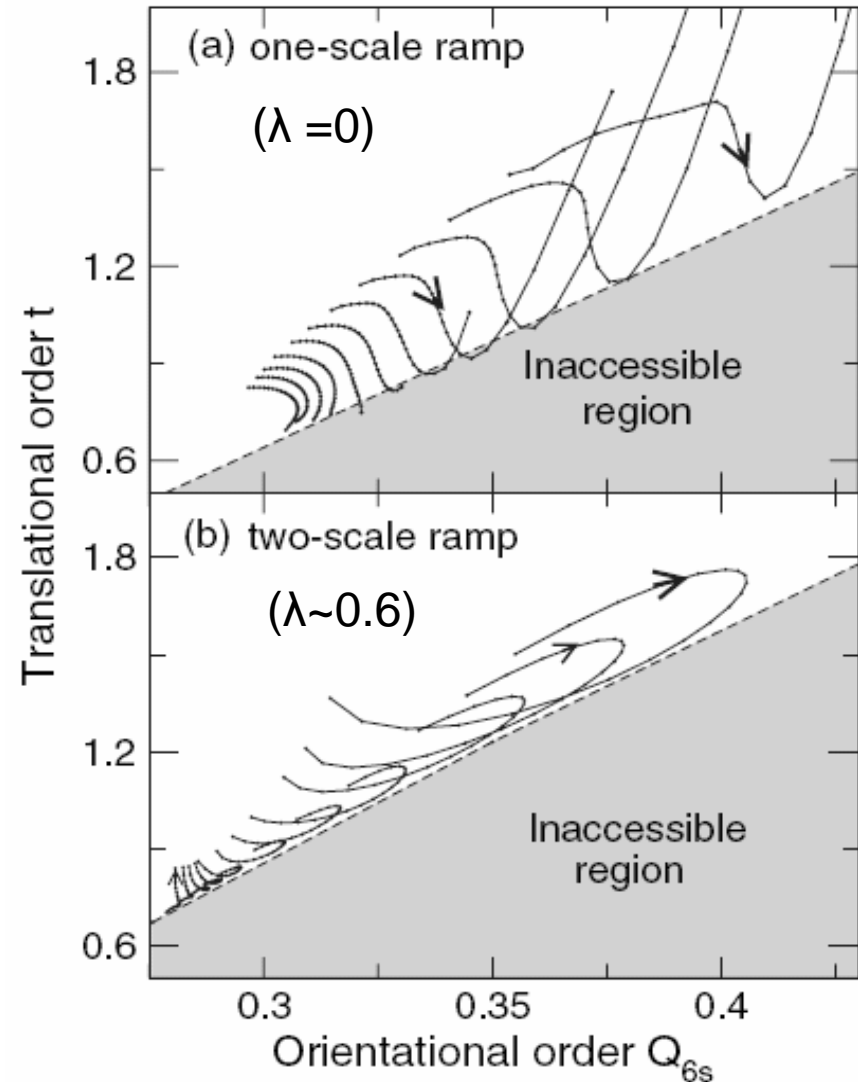 (a) one-scale ramp
(λ =0)
1.8
1.2
0.6
Inaccessible
region
(b) two-scale ramp
(λ~0.6)
1.8
1.2
0.6
Inaccessible
region
Translational order t
0.3
0.35
0.4
Orientational order Q6s